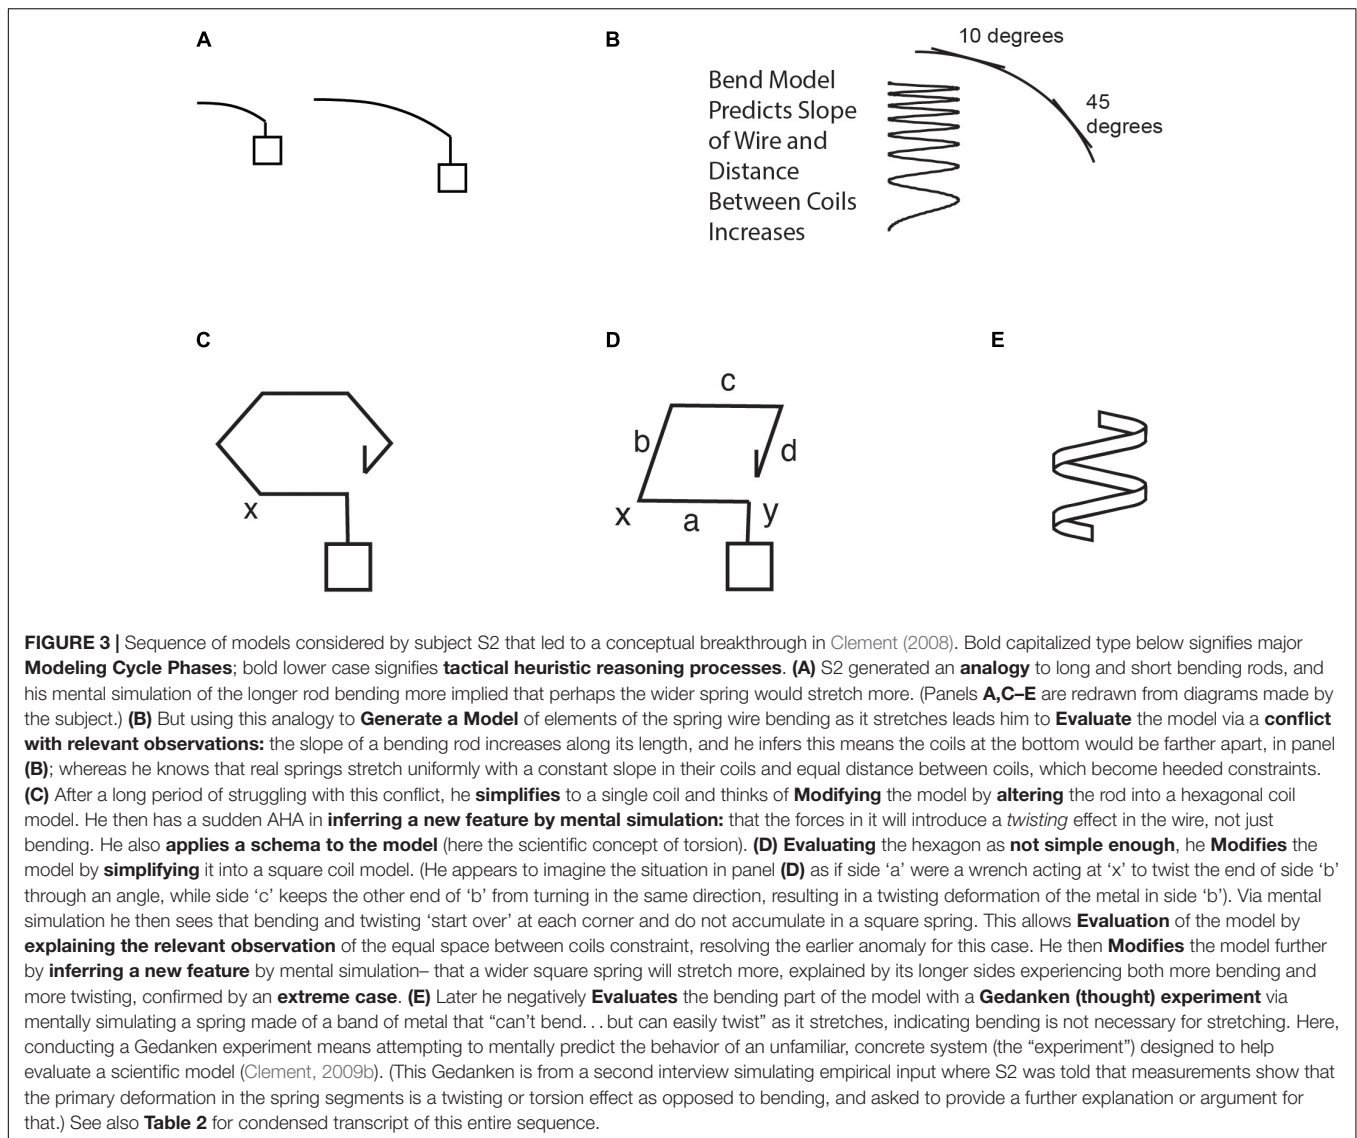 A
B
10 degrees
Bend Model
Predicts Slope
of Wire and
Distance
Between Coils
Increases
45
degrees
C
D
E
x
c
b
d
x
a
y
FIGURE 3 | Sequence of models considered by subject S2 that led to a conceptual breakthrough in Clement (2008). Bold capitalized type below signifies major
Modeling Cycle Phases; bold lower case signifies tactical heuristic reasoning processes. (A) S2 generated an analogy to long and short bending rods, and
his mental simulation of the longer rod bending more implied that perhaps the wider spring would stretch more. (Panels A,C–E are redrawn from diagrams made by
the subject.) (B) But using this analogy to Generate a Model of elements of the spring wire bending as it stretches leads him to Evaluate the model via a conflict
with relevant observations: the slope of a bending rod increases along its length, and he infers this means the coils at the bottom would be farther apart, in panel
(B); whereas he knows that real springs stretch uniformly with a constant slope in their coils and equal distance between coils, which become heeded constraints.
(C) After a long period of struggling with this conflict, he simplifies to a single coil and thinks of Modifying the model by altering the rod into a hexagonal coil
model. He then has a sudden AHA in inferring a new feature by mental simulation: that the forces in it will introduce a twisting effect in the wire, not just
bending. He also applies a schema to the model (here the scientific concept of torsion). (D) Evaluating the hexagon as not simple enough, he Modifies the
model by simplifying it into a square coil model. (He appears to imagine the situation in panel (D) as if side ‘a’ were a wrench acting at ‘x’ to twist the end of side ‘b’
through an angle, while side ‘c’ keeps the other end of ‘b’ from turning in the same direction, resulting in a twisting deformation of the metal in side ‘b’). Via mental
simulation he then sees that bending and twisting ‘start over’ at each corner and do not accumulate in a square spring. This allows Evaluation of the model by
explaining the relevant observation of the equal space between coils constraint, resolving the earlier anomaly for this case. He then Modifies the model further
by inferring a new feature by mental simulation– that a wider square spring will stretch more, explained by its longer sides experiencing both more bending and
more twisting, confirmed by an extreme case. (E) Later he negatively Evaluates the bending part of the model with a Gedanken (thought) experiment via
mentally simulating a spring made of a band of metal that “can’t bend. . . but can easily twist” as it stretches, indicating bending is not necessary for stretching. Here,
conducting a Gedanken experiment means attempting to mentally predict the behavior of an unfamiliar, concrete system (the “experiment”) designed to help
evaluate a scientific model (Clement, 2009b). (This Gedanken is from a second interview simulating empirical input where S2 was told that measurements show that
the primary deformation in the spring segments is a twisting or torsion effect as opposed to bending, and asked to provide a further explanation or argument for
that.) See also Table 2 for condensed transcript of this entire sequence.